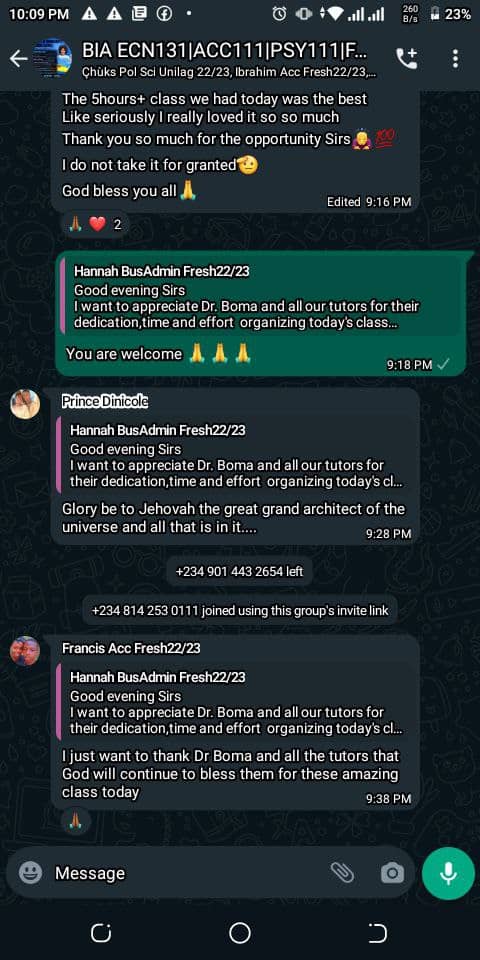 10:09 PM
260 B/s
23%
BIA ECN131|ACC111|PSY111|F...
Çhùks Pol Sci Unilag 22/23, Ibrahim Acc Fresh22/23,...
The 5hours+ class we had today was the best
Like seriously I really loved it so so much
Thank you so much for the opportunity Sirs🙇‍♀️💯
I do not take it for granted🫡
God bless you all🙏
Edited 9:16 PM
🙏🏽 ❤️ 2
Hannah BusAdmin Fresh22/23
Good evening Sirs
I want to appreciate Dr. Boma and all our tutors for their
dedication,time and effort organizing today's class...
You are welcome 🙏 🙏 🙏
9:18 PM ✓
Prince Dinicole
Hannah BusAdmin Fresh22/23
Good evening Sirs
I want to appreciate Dr. Boma and all our tutors for
their dedication,time and effort organizing today's cl...
Glory be to Jehovah the great grand architect of the
universe and all that is in it....
9:28 PM
+234 901 443 2654 left
+234 814 253 0111 joined using this group's invite link
Francis Acc Fresh22/23
Hannah BusAdmin Fresh22/23
Good evening Sirs
I want to appreciate Dr. Boma and all our tutors for
their dedication,time and effort organizing today's cl...
I just want to thank Dr Boma and all the tutors that
God will continue to bless them for these amazing
class today
9:38 PM
🙏🏽
Message